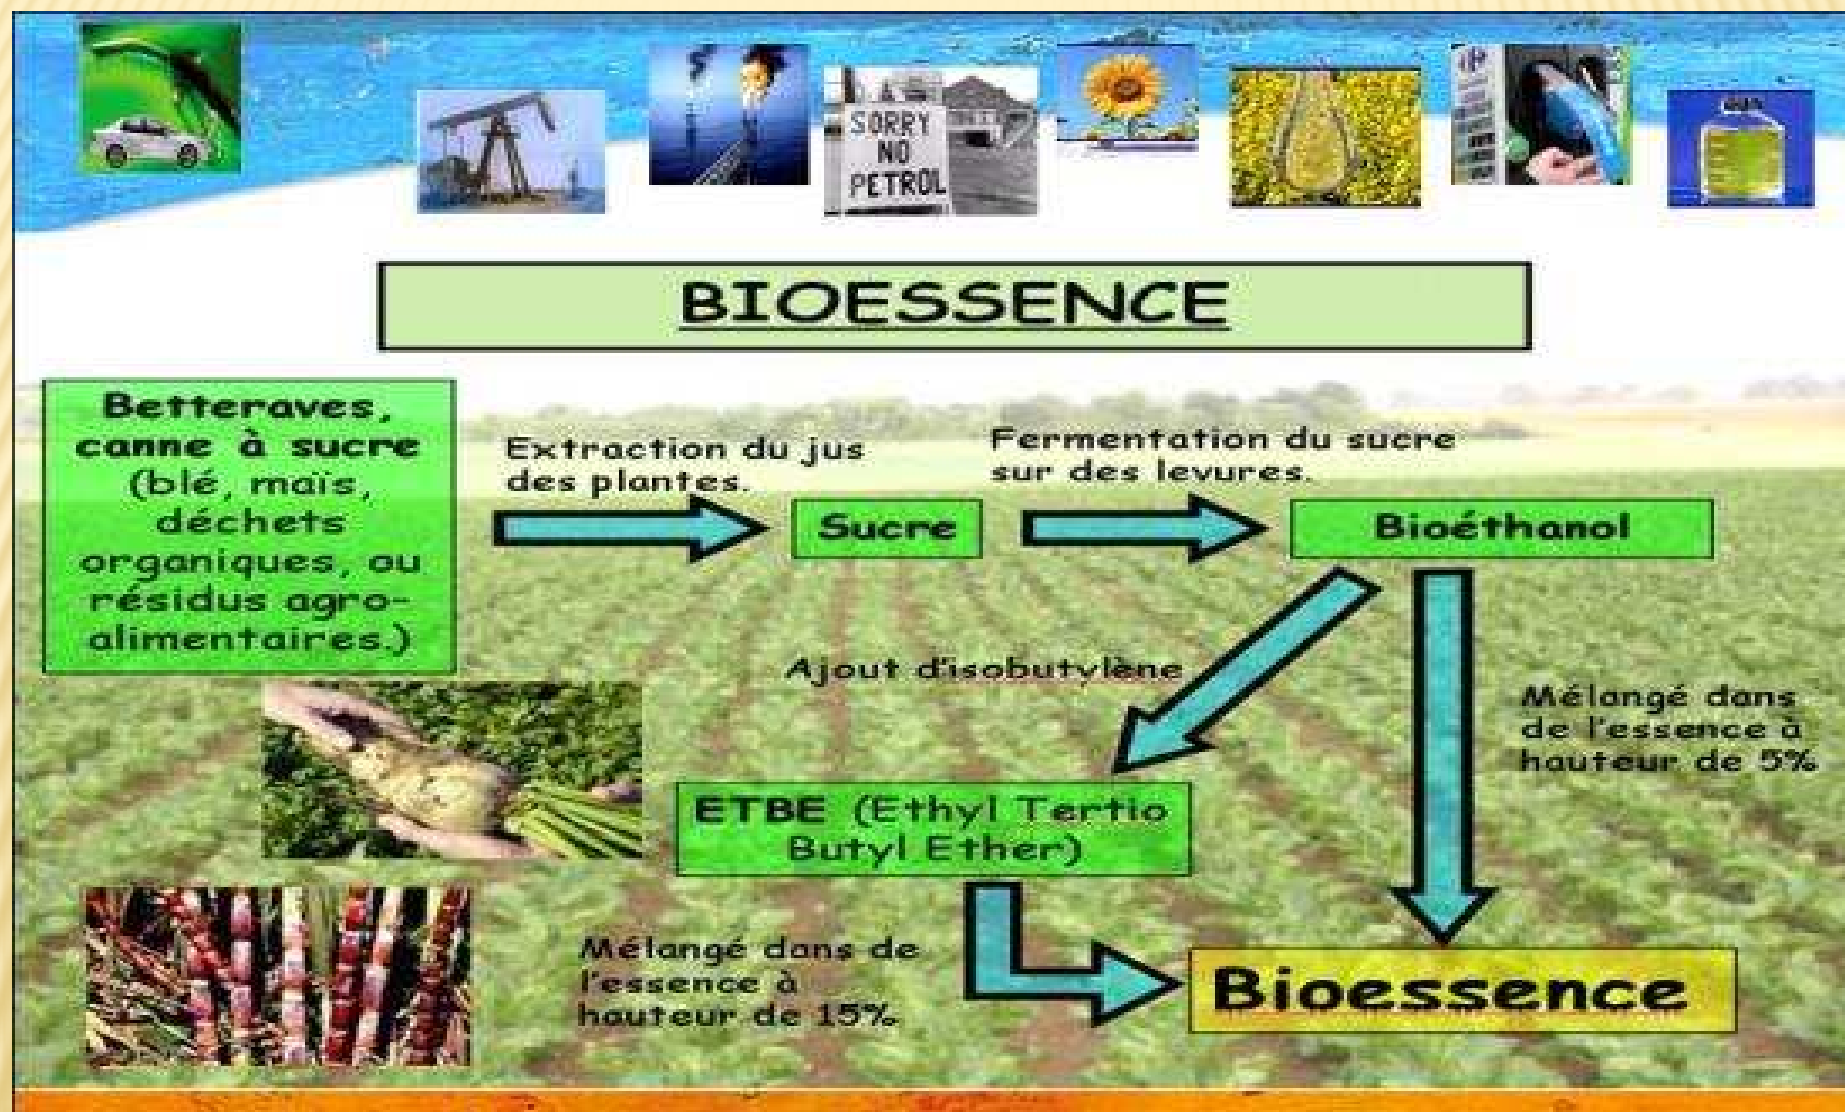 SORRY
NO
PETROL
BIOESSENCE
Betteraves,
canne à sucre
(blé, maïs,
déchets
organiques, ou
résidus agro-
alimentaires.)
Extraction du jus
des plantes.
Sucre
Fermentation du sucre
sur des levures.
Bioéthanol
Ajout d'isobutylène
Mélangé dans
de l'essence à
hauteur de 5%
ETBE (Ethyl Tertio
Butyl Ether)
Mélangé dans de
l'essence à
hauteur de 15%
Bioessence